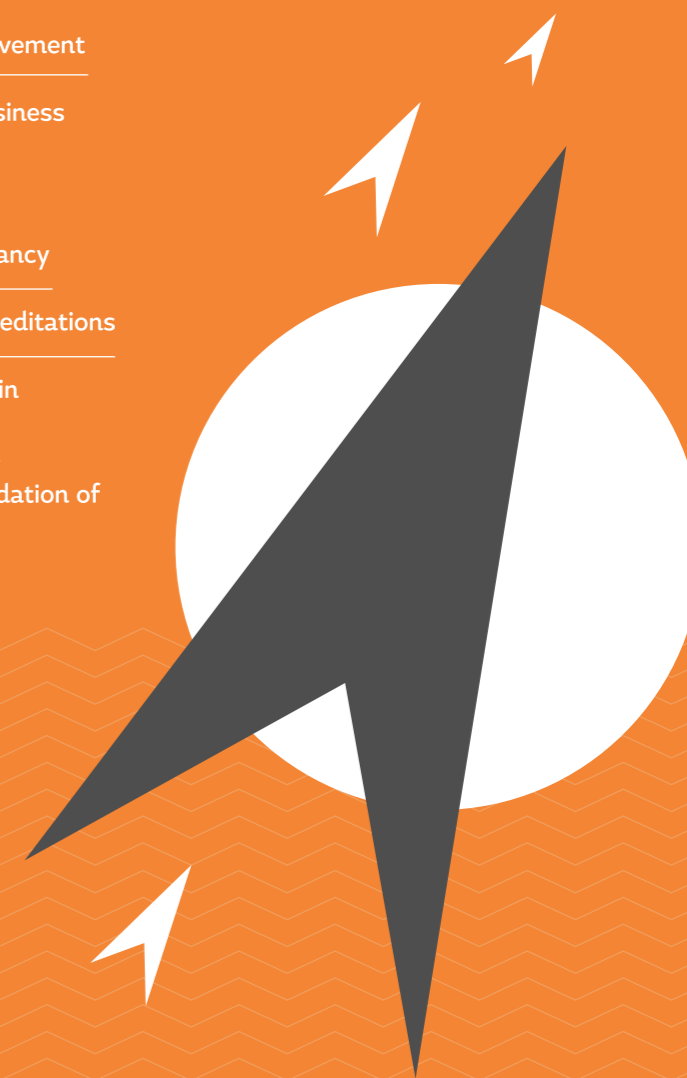 vement
siness
ancy
editations
in
dation of